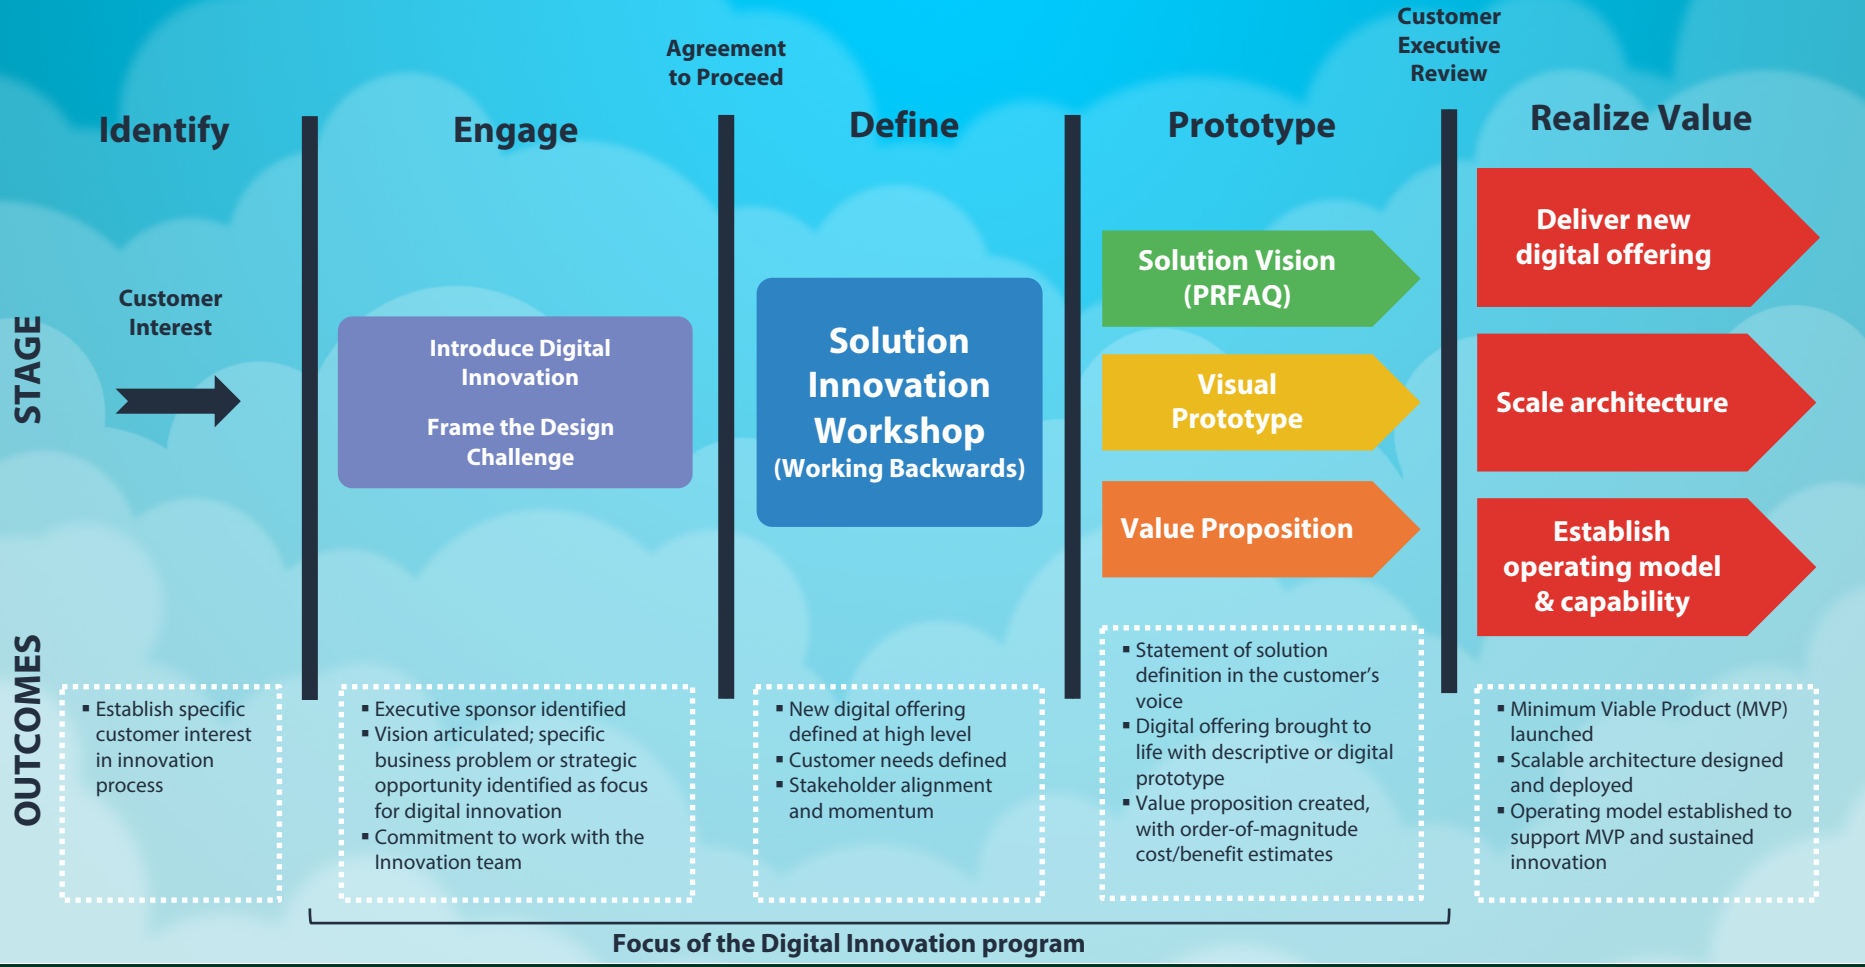 Identify
Engage
Agreement
to Proceed
Define
Prototype
Customer
Executive
Review
Realize Value
STAGE
Customer
Interest
Introduce Digital
Innovation
Frame the Design
Challenge
Solution
Innovation
Workshop
(Working Backwards)
Solution Vision
(PRFAQ)
Visual
Prototype
Value Proposition
Deliver new
digital offering
Scale architecture
Establish
operating model
& capability
OUTCOMES
▪ Establish specific
customer interest
in innovation
process
▪ Executive sponsor identified
▪ Vision articulated; specific
business problem or strategic
opportunity identified as focus
for digital innovation
▪ Commitment to work with the
Innovation team
▪ New digital offering
defined at high level
▪ Customer needs defined
▪ Stakeholder alignment
and momentum
▪ Statement of solution
definition in the customer’s
voice
▪ Digital offering brought to
life with descriptive or digital
prototype
▪ Value proposition created,
with order-of-magnitude
cost/benefit estimates
▪ Minimum Viable Product (MVP)
launched
▪ Scalable architecture designed
and deployed
▪ Operating model established to
support MVP and sustained
innovation
Focus of the Digital Innovation program